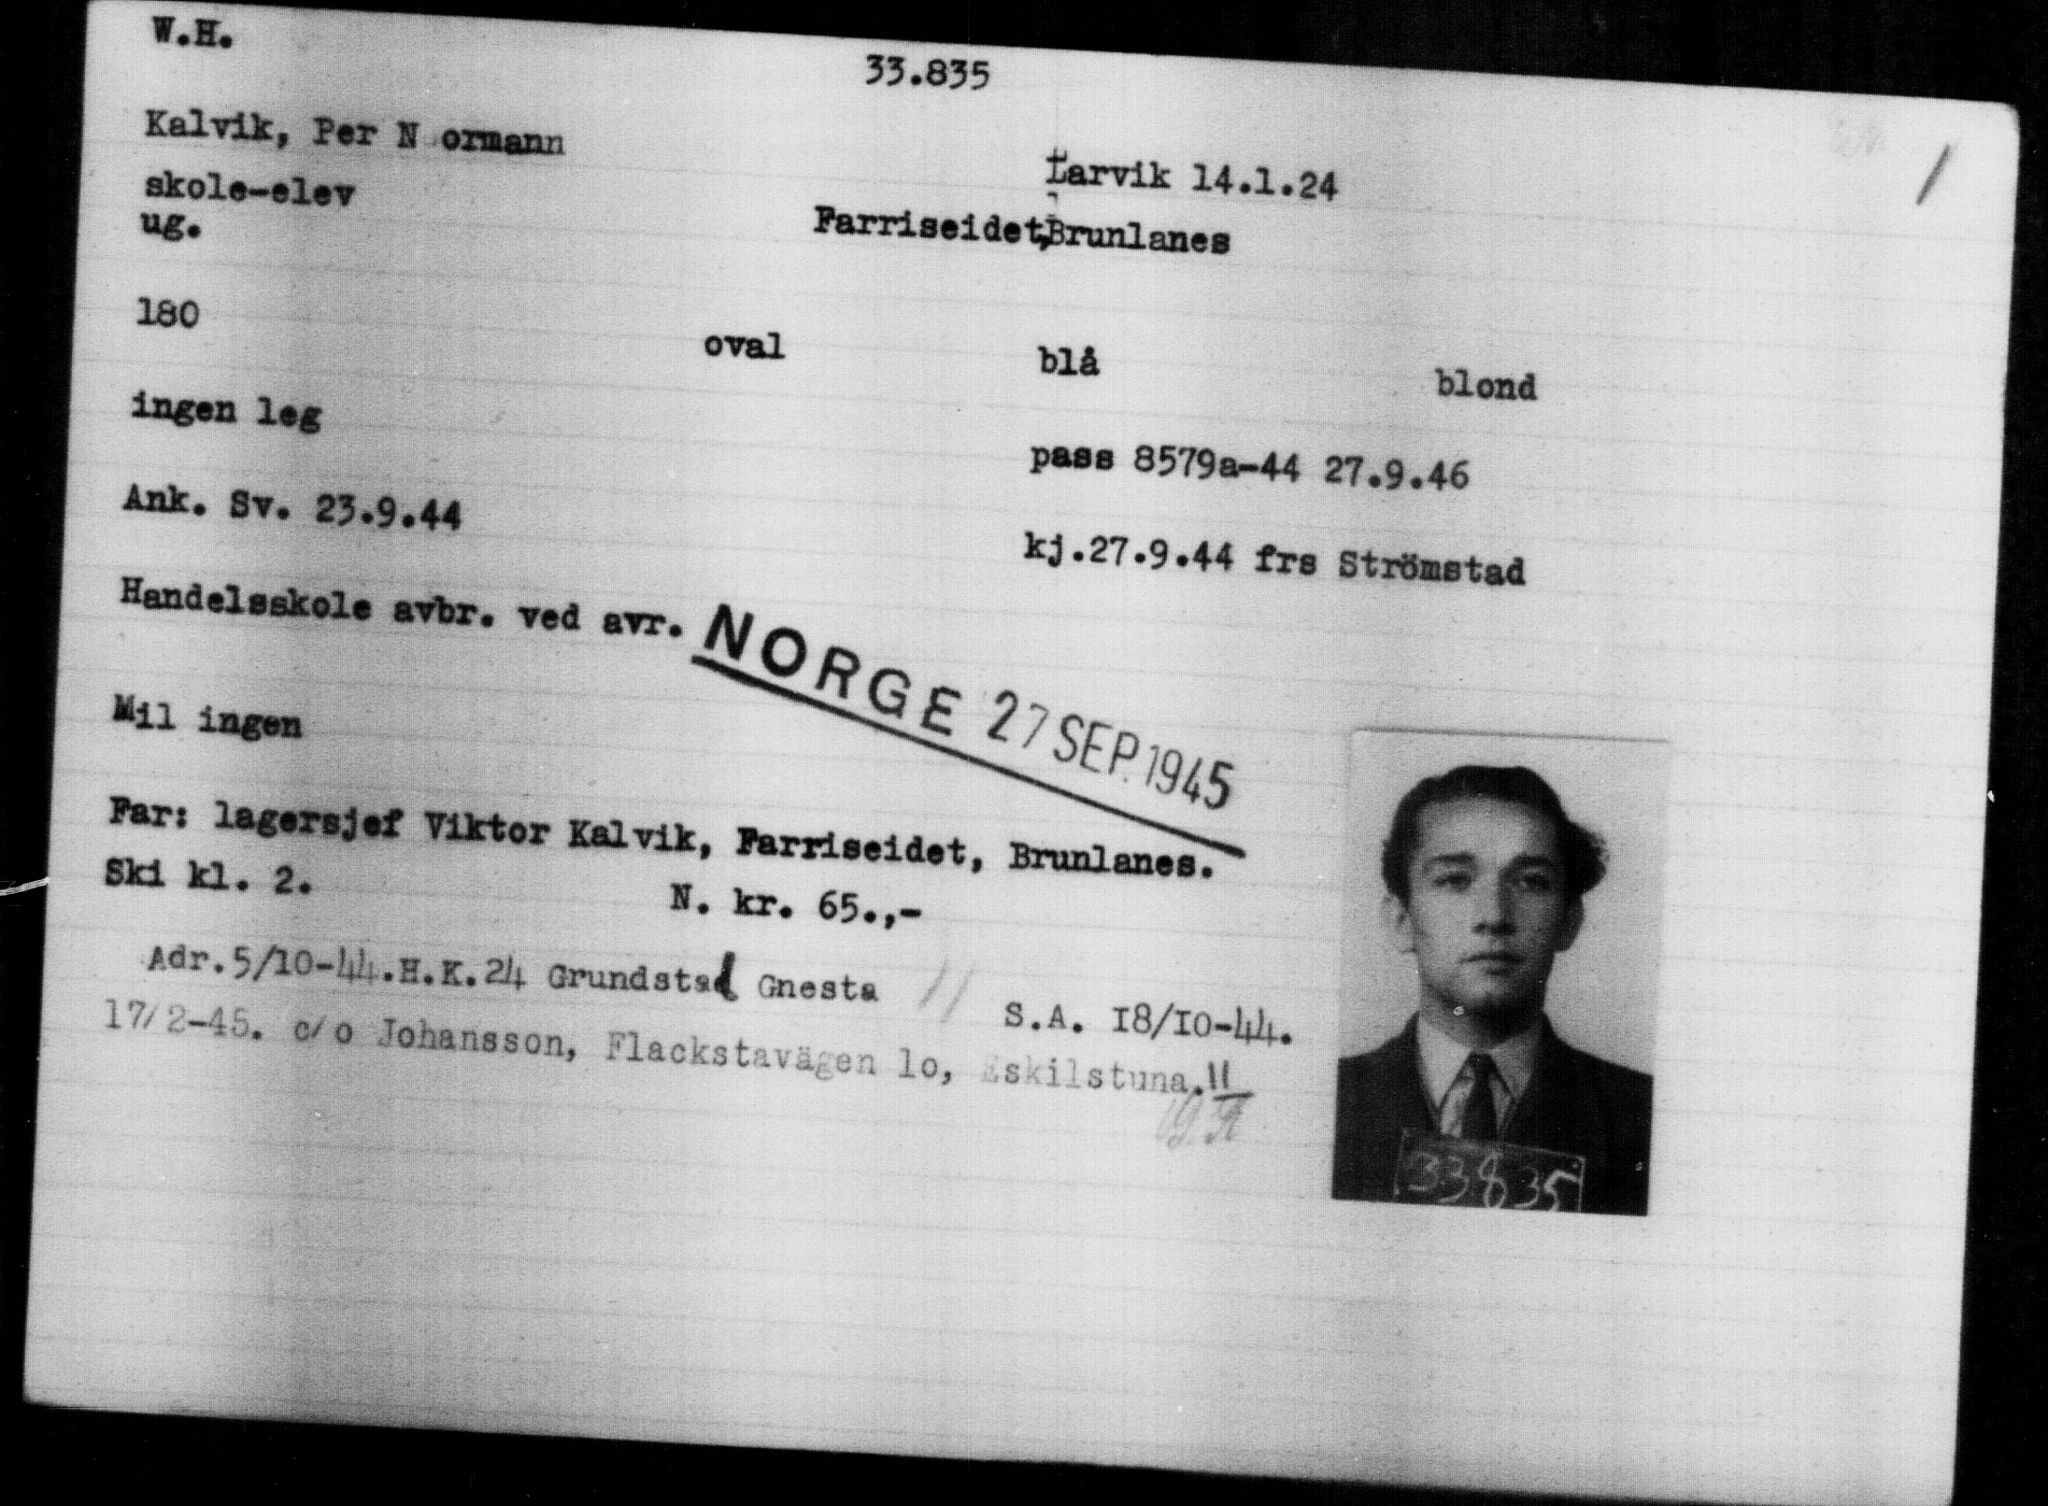 W.H.
33.835
Kalvik, Per N ormann
Larvik 14.1.24
skole-elev
ug.
Farriseidet, Brunlanes
180 oval blå blond
ingen leg
pass 8579a-44 27.9.46
Ank. Sv. 23.9.44
kj.27.9.44 frs Strömstad
Handelsskole avbr. ved avr.
NORGE 27 SEP. 1945
Mil ingen
Far: lagersjef Viktor Kalvik, Farriseidet, Brunlanes.
Ski kl. 2. N. kr. 65.,-
Adr.5/10-44.H.K.24 Grundstad Gnesta // S.A. 18/10-44.
17/2-45. c/o Johansson, Flackstavägen lo, Eskilstuna.
33835